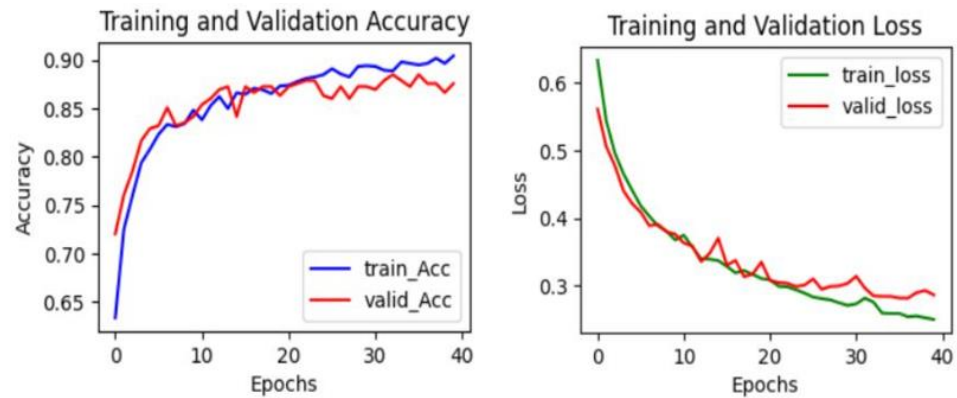 Training and Validation Accuracy
0.90
0.85
0.80
0.75
0.70
0.65
Accuracy
train_Acc
valid_Acc
0 10 20 30 40
Epochs
Training and Validation Loss
0.6
0.5
0.4
0.3
Loss
train_loss
valid_loss
0 10 20 30 40
Epochs